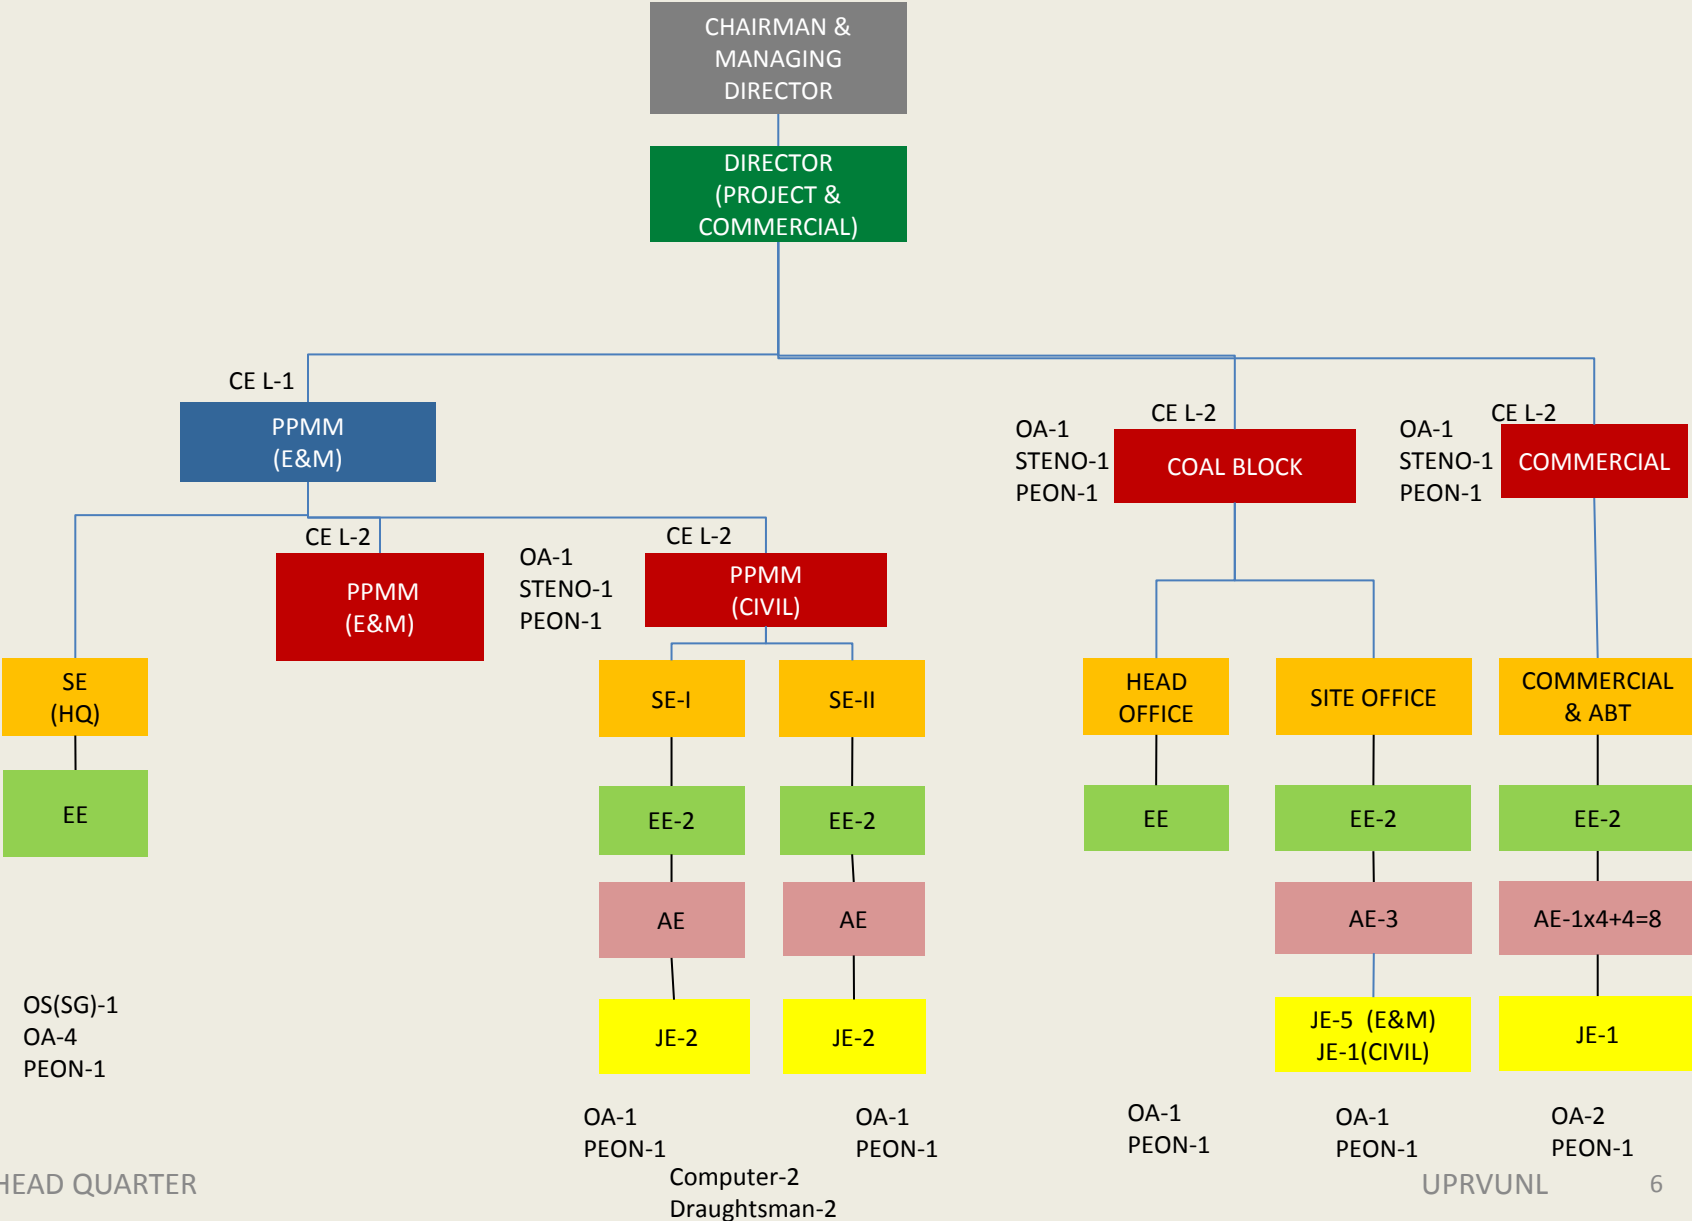 CHAIRMAN &
MANAGING
DIRECTOR
DIRECTOR
(PROJECT &
COMMERCIAL)
CE L-1
PPMM
(E&M)
CE L-2
PPMM
(E&M)
OA-1
STENO-1
PEON-1
CE L-2
PPMM
(CIVIL)
OA-1
STENO-1
PEON-1
CE L-2
COAL BLOCK
OA-1
STENO-1
PEON-1
CE L-2
COMMERCIAL
SE
(HQ)
EE
OS(SG)-1
OA-4
PEON-1
SE-I
EE-2
AE
JE-2
OA-1
PEON-1
SE-II
EE-2
AE
JE-2
OA-1
PEON-1
Computer-2
Draughtsman-2
HEAD
OFFICE
EE
OA-1
PEON-1
SITE OFFICE
EE-2
AE-3
JE-5 (E&M)
JE-1(CIVIL)
OA-1
PEON-1
COMMERCIAL
& ABT
EE-2
AE-1x4+4=8
JE-1
OA-2
PEON-1
HEAD QUARTER
UPRVUNL
6